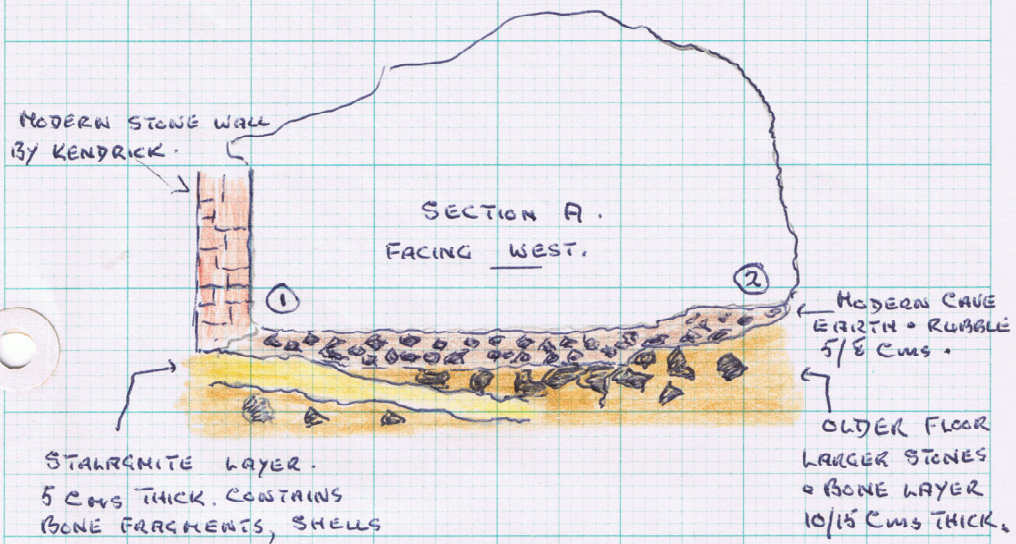 MODERN STONE WALL
BY KENDRICK.
SECTION A.
FACING WEST.
1
2
MODERN CAVE
EARTH & RUBBLE
5/8 CMS.
STALAGMITE LAYER.
5 CMS THICK. CONTAINS
BONE FRAGMENTS, SHELLS
OLDER FLOOR
LARGER STONES
& BONE LAYER
10/15 CMS THICK.